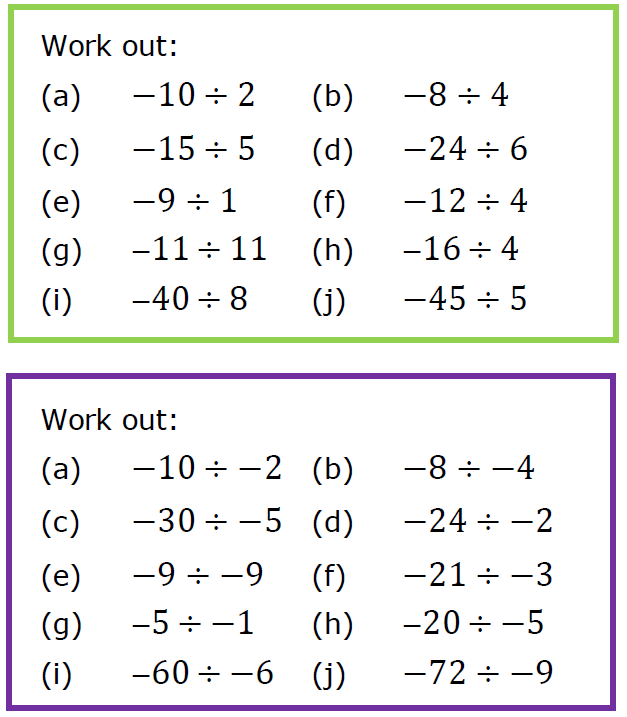 Work out:
(a) −10 ÷ 2 (b) −8 ÷ 4
(c) −15 ÷ 5 (d) −24 ÷ 6
(e) −9 ÷ 1 (f) −12 ÷ 4
(g) −11 ÷ 11 (h) −16 ÷ 4
(i) −40 ÷ 8 (j) −45 ÷ 5
Work out:
(a) −10 ÷ −2 (b) −8 ÷ −4
(c) −30 ÷ −5 (d) −24 ÷ −2
(e) −9 ÷ −9 (f) −21 ÷ −3
(g) −5 ÷ −1 (h) −20 ÷ −5
(i) −60 ÷ −6 (j) −72 ÷ −9